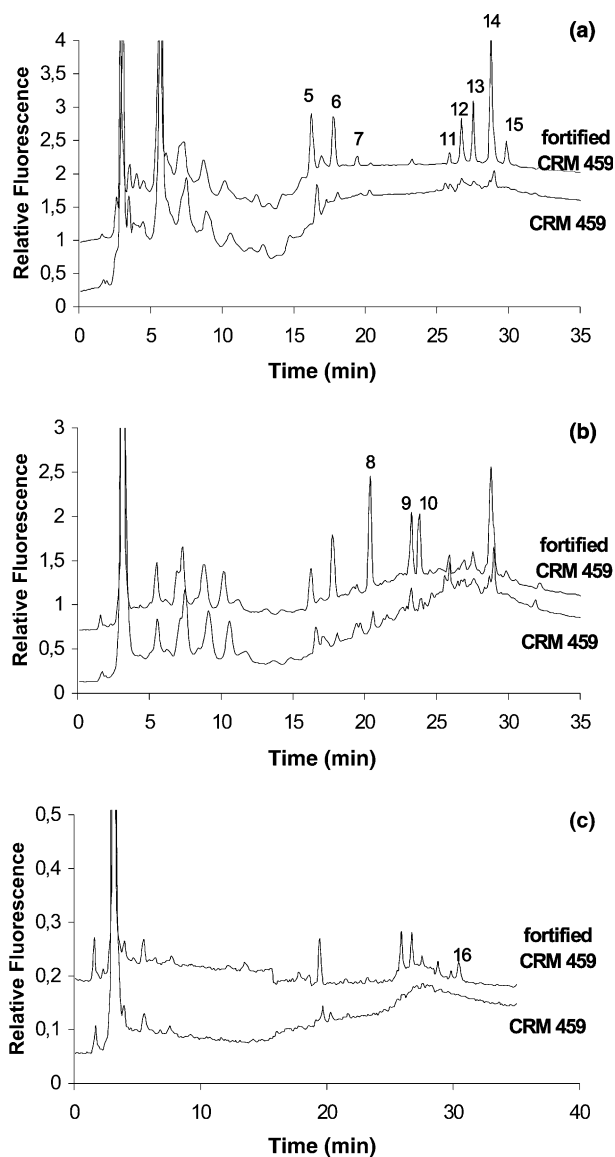 (a)
14
4
3,5
13
5
6
12
3
15
7
11
fortified
CRM 459
2,5
2
1,5
CRM 459
1
0,5
0
0 5 10 15 20 25 30 35
Time (min)
Relative Fluorescence
(b)
3
8
2,5
9 10
2
fortified
CRM 459
1,5
1
CRM 459
0,5
0
0 5 10 15 20 25 30 35
Time (min)
Relative Fluorescence
(c)
0,5
0,4
0,3
fortified
16
CRM 459
0,2
CRM 459
0,1
0
0 10 20 30 40
Time (min)
Relative Fluorescence